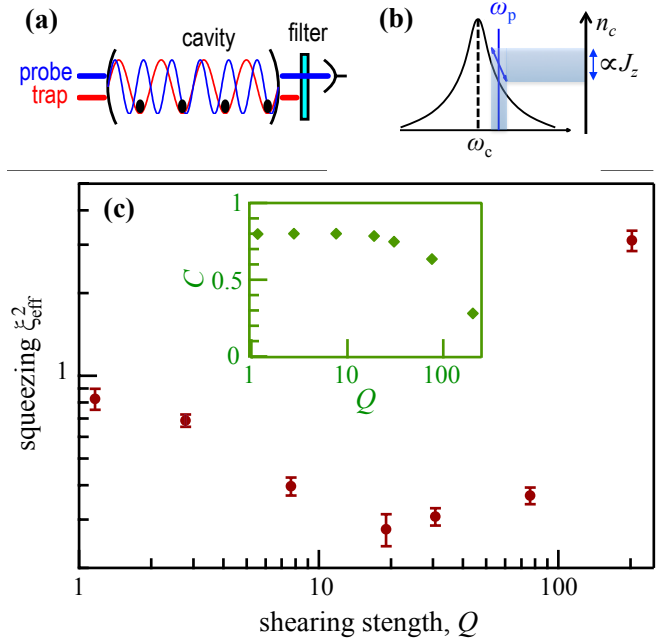 (a)
cavity
filter
probe
trap
(b)
ωp
nc
∝Jz
ωc
(c)
squeezing ξ²eff
1
C
1
0.5
0
1
10
100
Q
1
10
100
shearing stength, Q